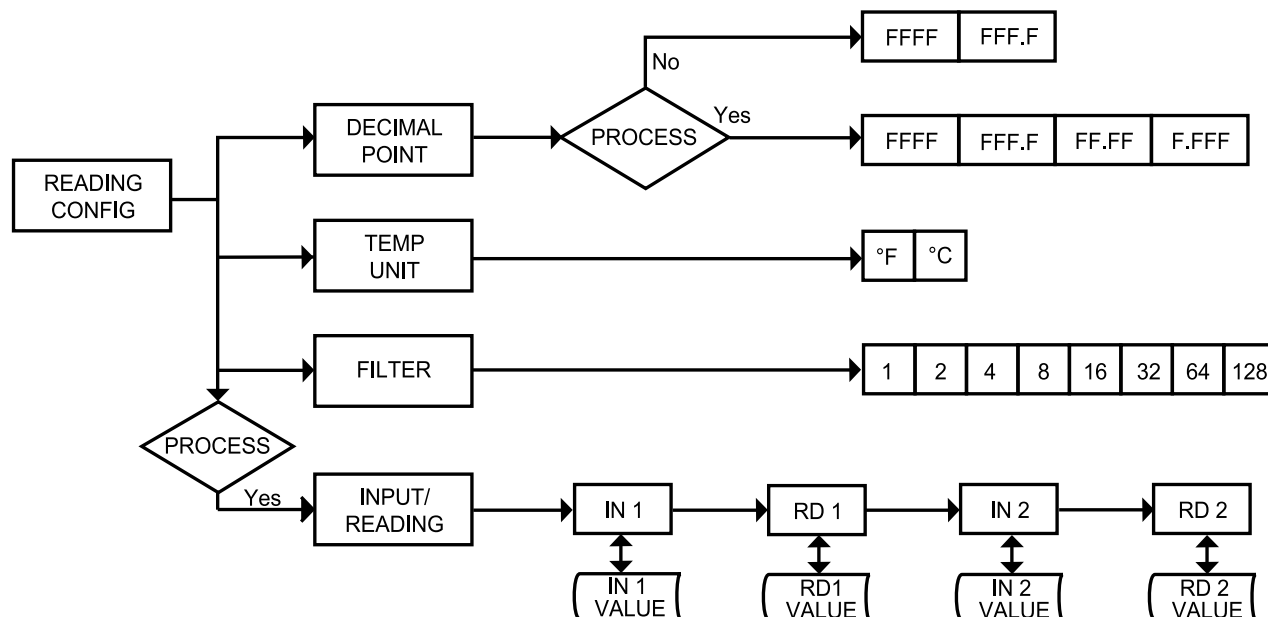 FFFF FFF.F
No
DECIMAL
POINT
PROCESS
Yes
FFFF FFF.F FF.FF F.FFF
READING
CONFIG
TEMP
UNIT
°F °C
FILTER
1 2 4 8 16 32 64 128
PROCESS
Yes
INPUT/
READING
IN 1
RD 1
IN 2
RD 2
IN 1
VALUE
RD1
VALUE
IN 2
VALUE
RD 2
VALUE